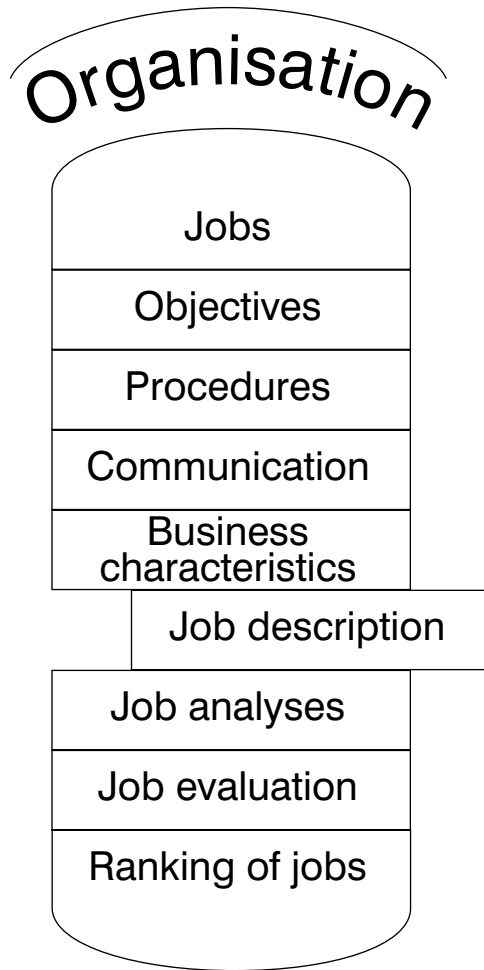 Organisation
Jobs
Objectives
Procedures
Communication
Business
characteristics
Job description
Job analyses
Job evaluation
Ranking of jobs